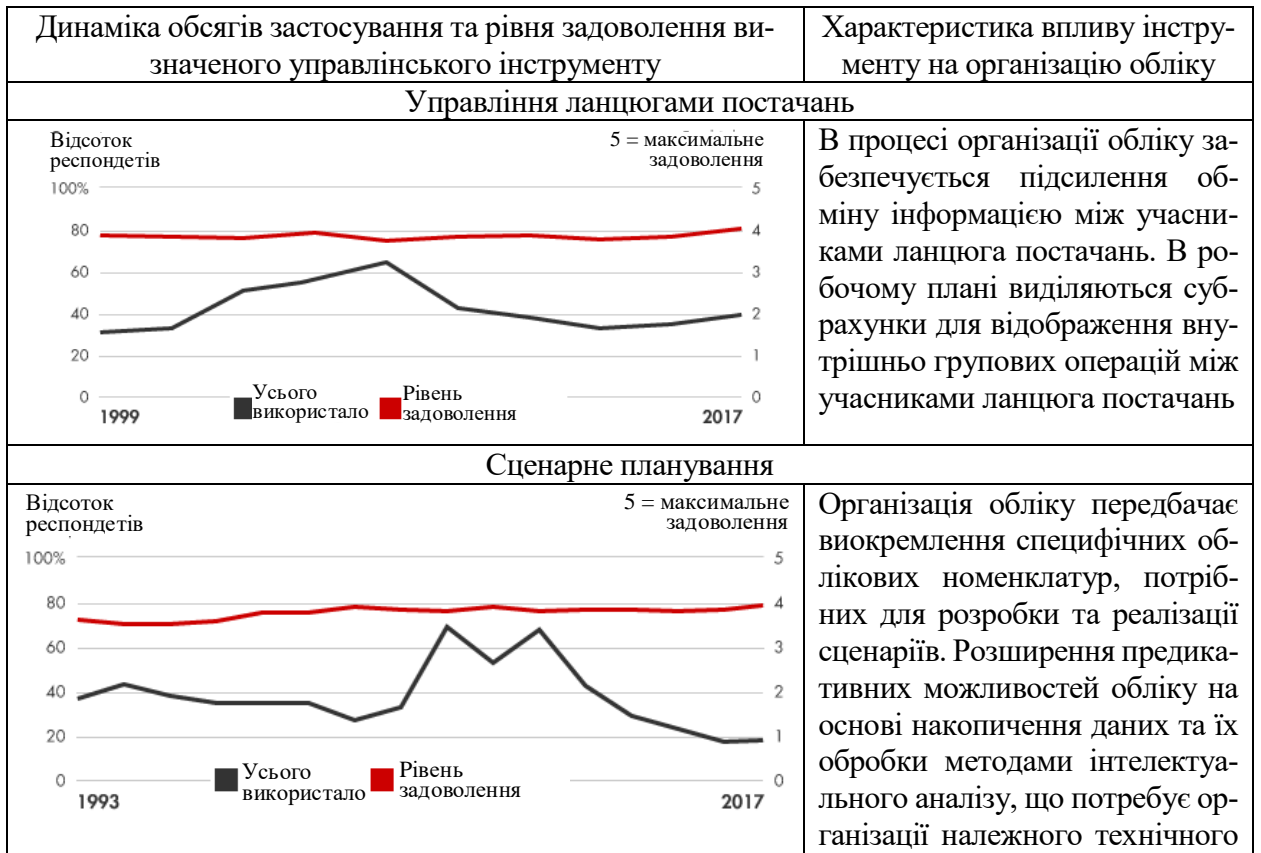 Динаміка обсягів застосування та рівня задоволення ви-
значеного управлінського інструменту
Характеристика впливу інстру-
менту на організацію обліку
Управління ланцюгами постачань
Відсоток
респондетів
5 = максимальне
задоволення
100%
80
60
40
20
0
5
4
3
2
1
0
Усього
використало
Рівень
задоволення
1999
2017
В процесі організації обліку за-
безпечується підсилення об-
міну інформацією між учасни-
ками ланцюга постачань. В ро-
бочому плані виділяються суб-
рахунки для відображення вну-
трішньо групових операцій між
учасниками ланцюга постачань
Сценарне планування
Відсоток
респондетів
5 = максимальне
задоволення
100%
80
60
40
20
0
5
4
3
2
1
0
Усього
використало
Рівень
задоволення
1993
2017
Організація обліку передбачає
виокремлення специфічних об-
лікових номенклатур, потріб-
них для розробки та реалізації
сценаріїв. Розширення предика-
тивних можливостей обліку на
основі накопичення даних та їх
обробки методами інтелектуа-
льного аналізу, що потребує ор-
ганізації належного технічного